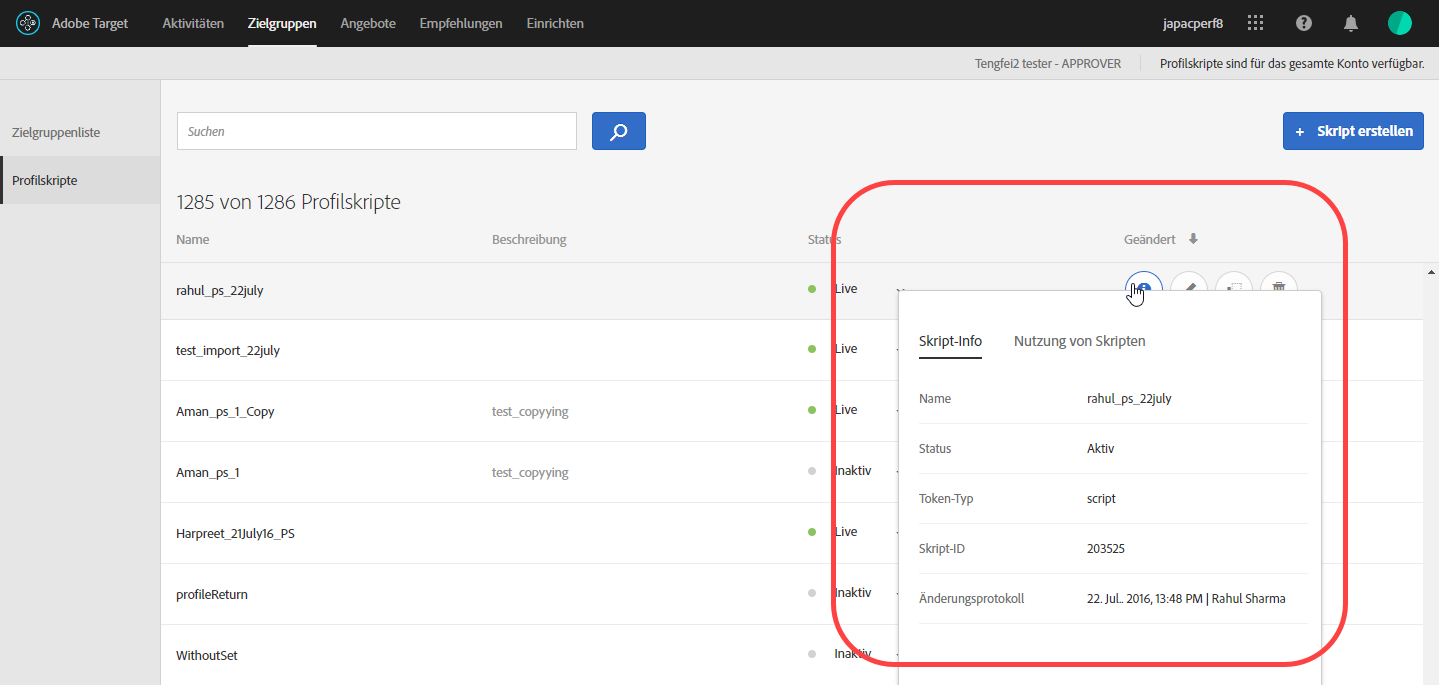 Adobe Target Aktivitäten Zielgruppen Angebote Empfehlungen Einrichten japacperf8
Tengfei2 tester - APPROVER Profilskripte sind für das gesamte Konto verfügbar.
Zielgruppenliste
Profilskripte
Suchen
+ Skript erstellen
1285 von 1286 Profilskripte
Name Beschreibung Status Geändert
rahul_ps_22july Live
test_import_22july Live
Aman_ps_1_Copy test_copyying Live
Aman_ps_1 test_copyying Inaktiv
Harpreet_21July16_PS Live
profileReturn Inaktiv
WithoutSet Inaktiv
Skript-Info Nutzung von Skripten
Name rahul_ps_22july
Status Aktiv
Token-Typ script
Skript-ID 203525
Änderungsprotokoll 22. Jul.. 2016, 13:48 PM | Rahul Sharma